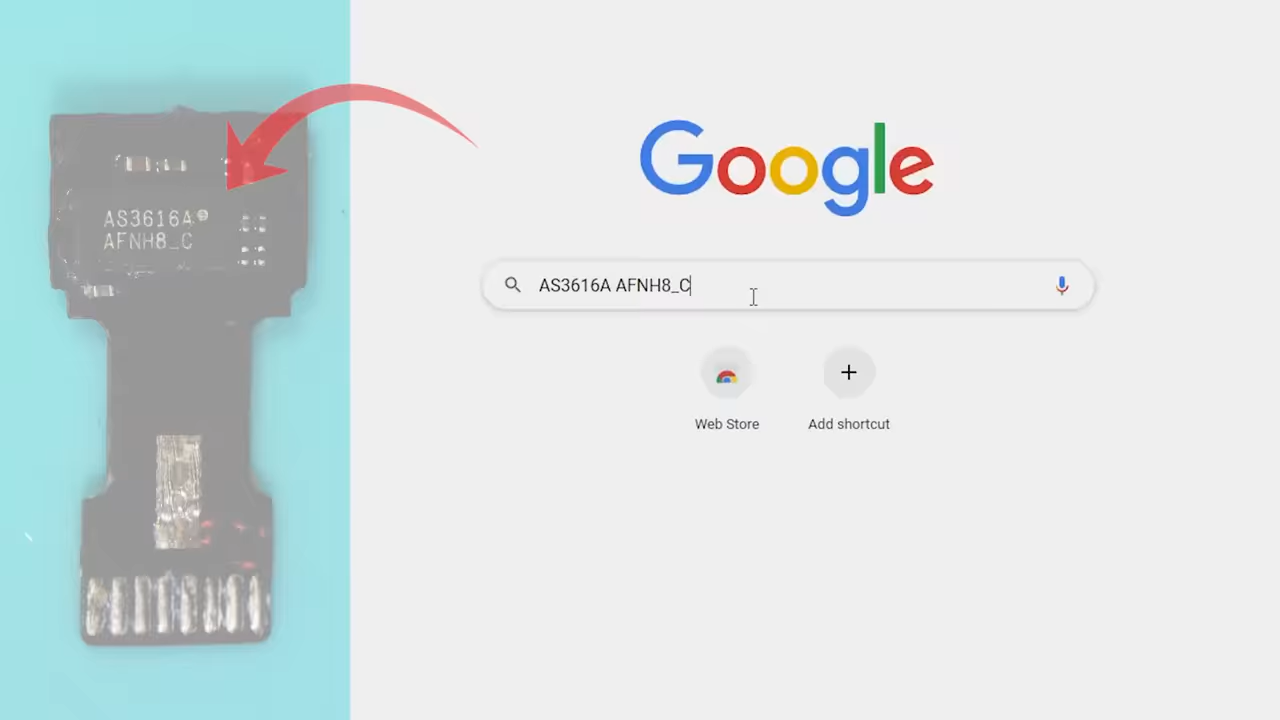 AS3616A
AFNH8_C
Google
AS3616A AFNH8_C
Web Store
Add shortcut